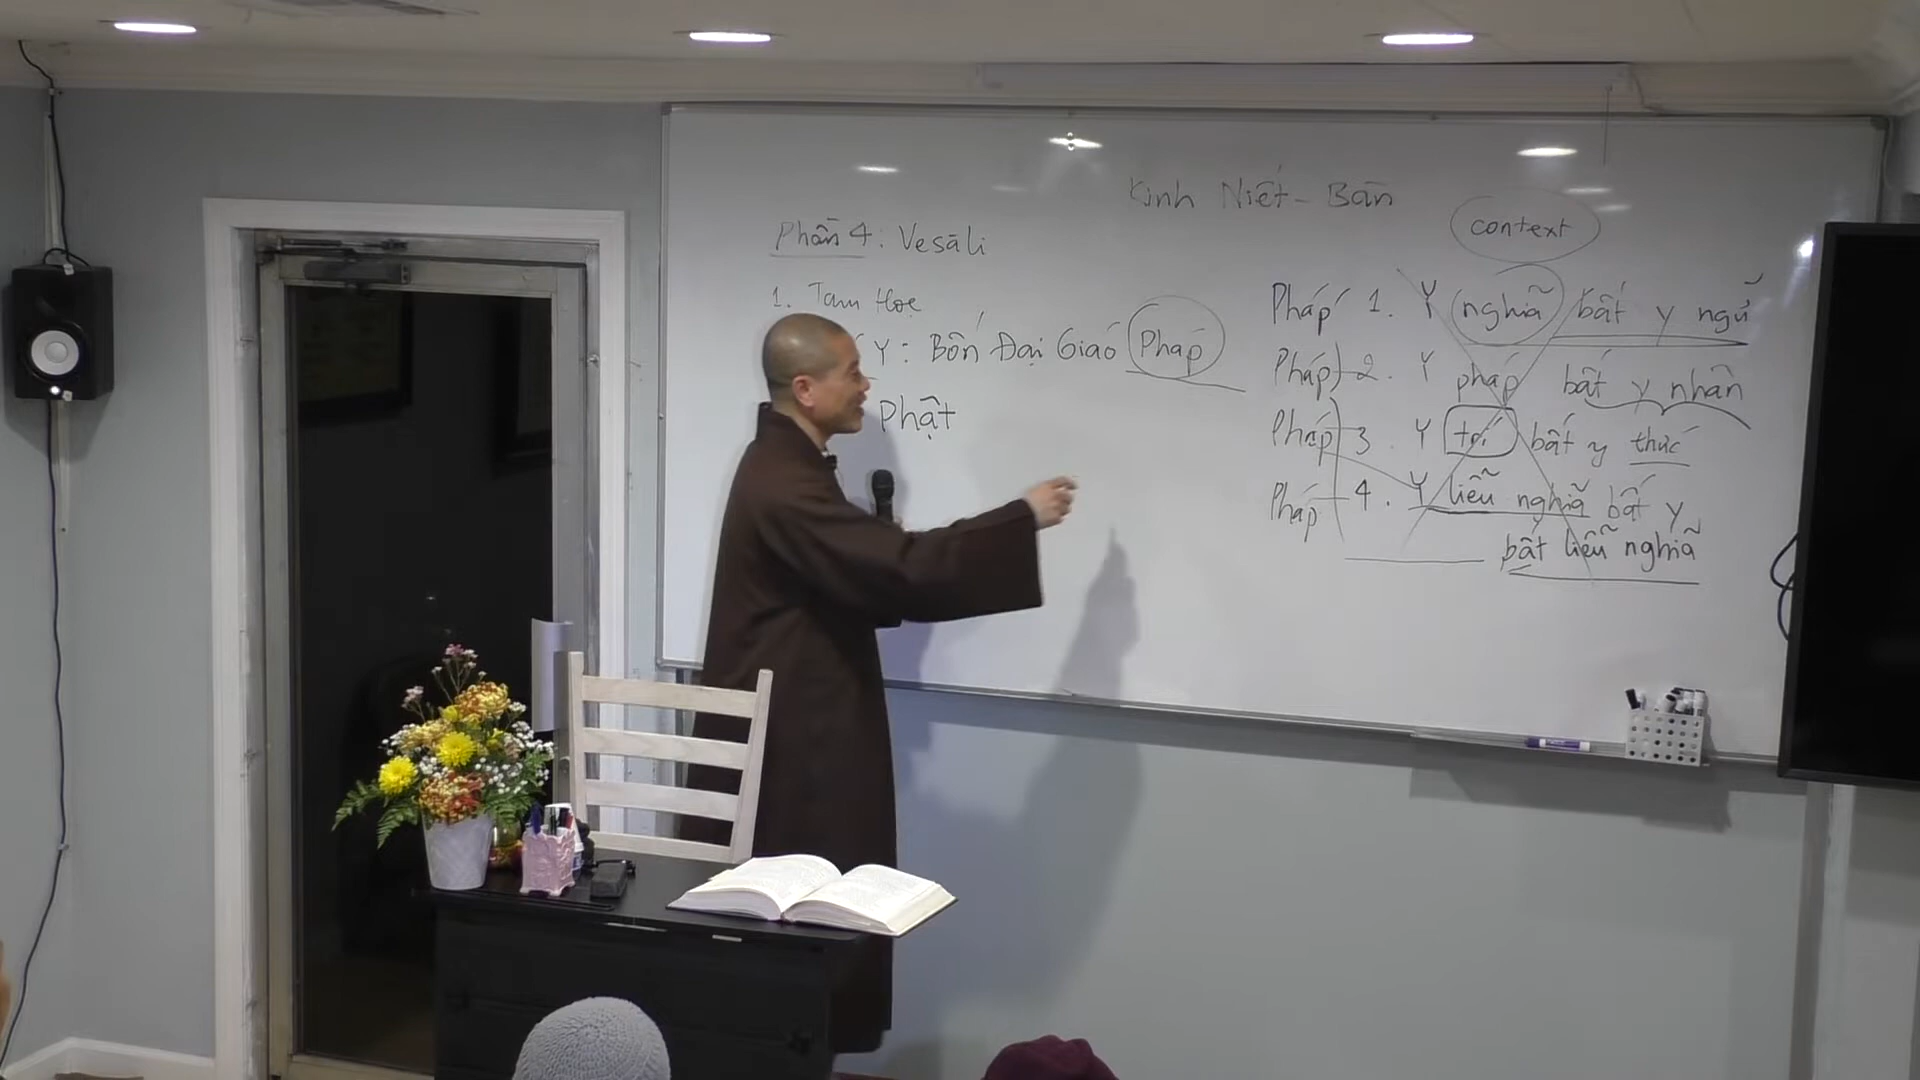 Kinh Niết-Bàn
Phần 4: Vesāli
1. Tam Học
Y: Bốn Đại Giáo Pháp
Phật
context
Pháp 1. Y nghĩa bất y ngữ
Pháp 2. Y pháp bất y nhân
Pháp 3. Y trí bất y thức
Pháp 4. Y liễu nghĩa bất y
bất liễu nghĩa